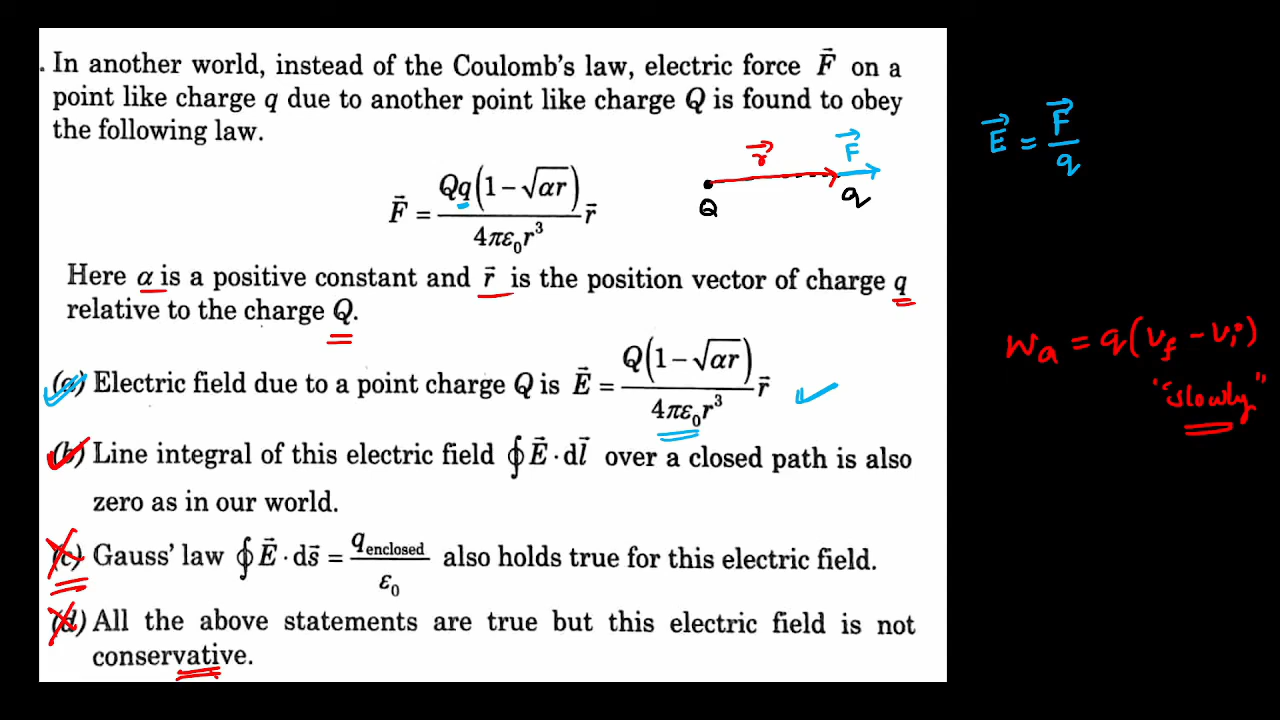 . In another world, instead of the Coulomb's law, electric force F⃗ on a
point like charge q due to another point like charge Q is found to obey
the following law.
F⃗ = Qq(1 − √αr) / 4πε₀r³ r⃗
r⃗
F⃗
Q
q
Here α is a positive constant and r⃗ is the position vector of charge q
relative to the charge Q.
(a) Electric field due to a point charge Q is E⃗ = Q(1 − √αr) / 4πε₀r³ r⃗
(b) Line integral of this electric field ∮E⃗ · dl⃗ over a closed path is also
zero as in our world.
(c) Gauss' law ∮E⃗ · ds⃗ = q_enclosed / ε₀ also holds true for this electric field.
(d) All the above statements are true but this electric field is not
conservative.
E⃗ = F⃗ / q
Wa = q(Vf − Vi)
"slowly"